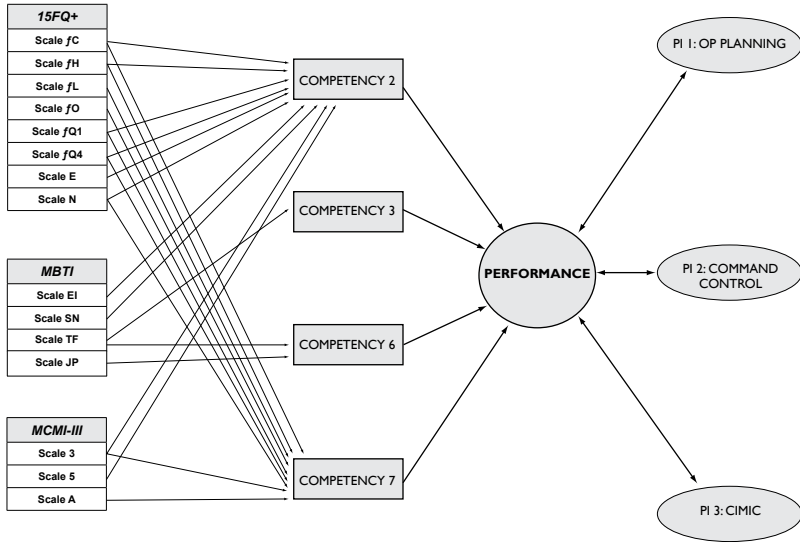 15FQ+
Scale ƒC
Scale ƒH
Scale ƒL
Scale ƒO
Scale ƒQ1
Scale ƒQ4
Scale E
Scale N
MBTI
Scale EI
Scale SN
Scale TF
Scale JP
MCMI-III
Scale 3
Scale 5
Scale A
COMPETENCY 2
COMPETENCY 3
COMPETENCY 6
COMPETENCY 7
PERFORMANCE
PI 1: OP PLANNING
PI 2: COMMAND
CONTROL
PI 3: CIMIC